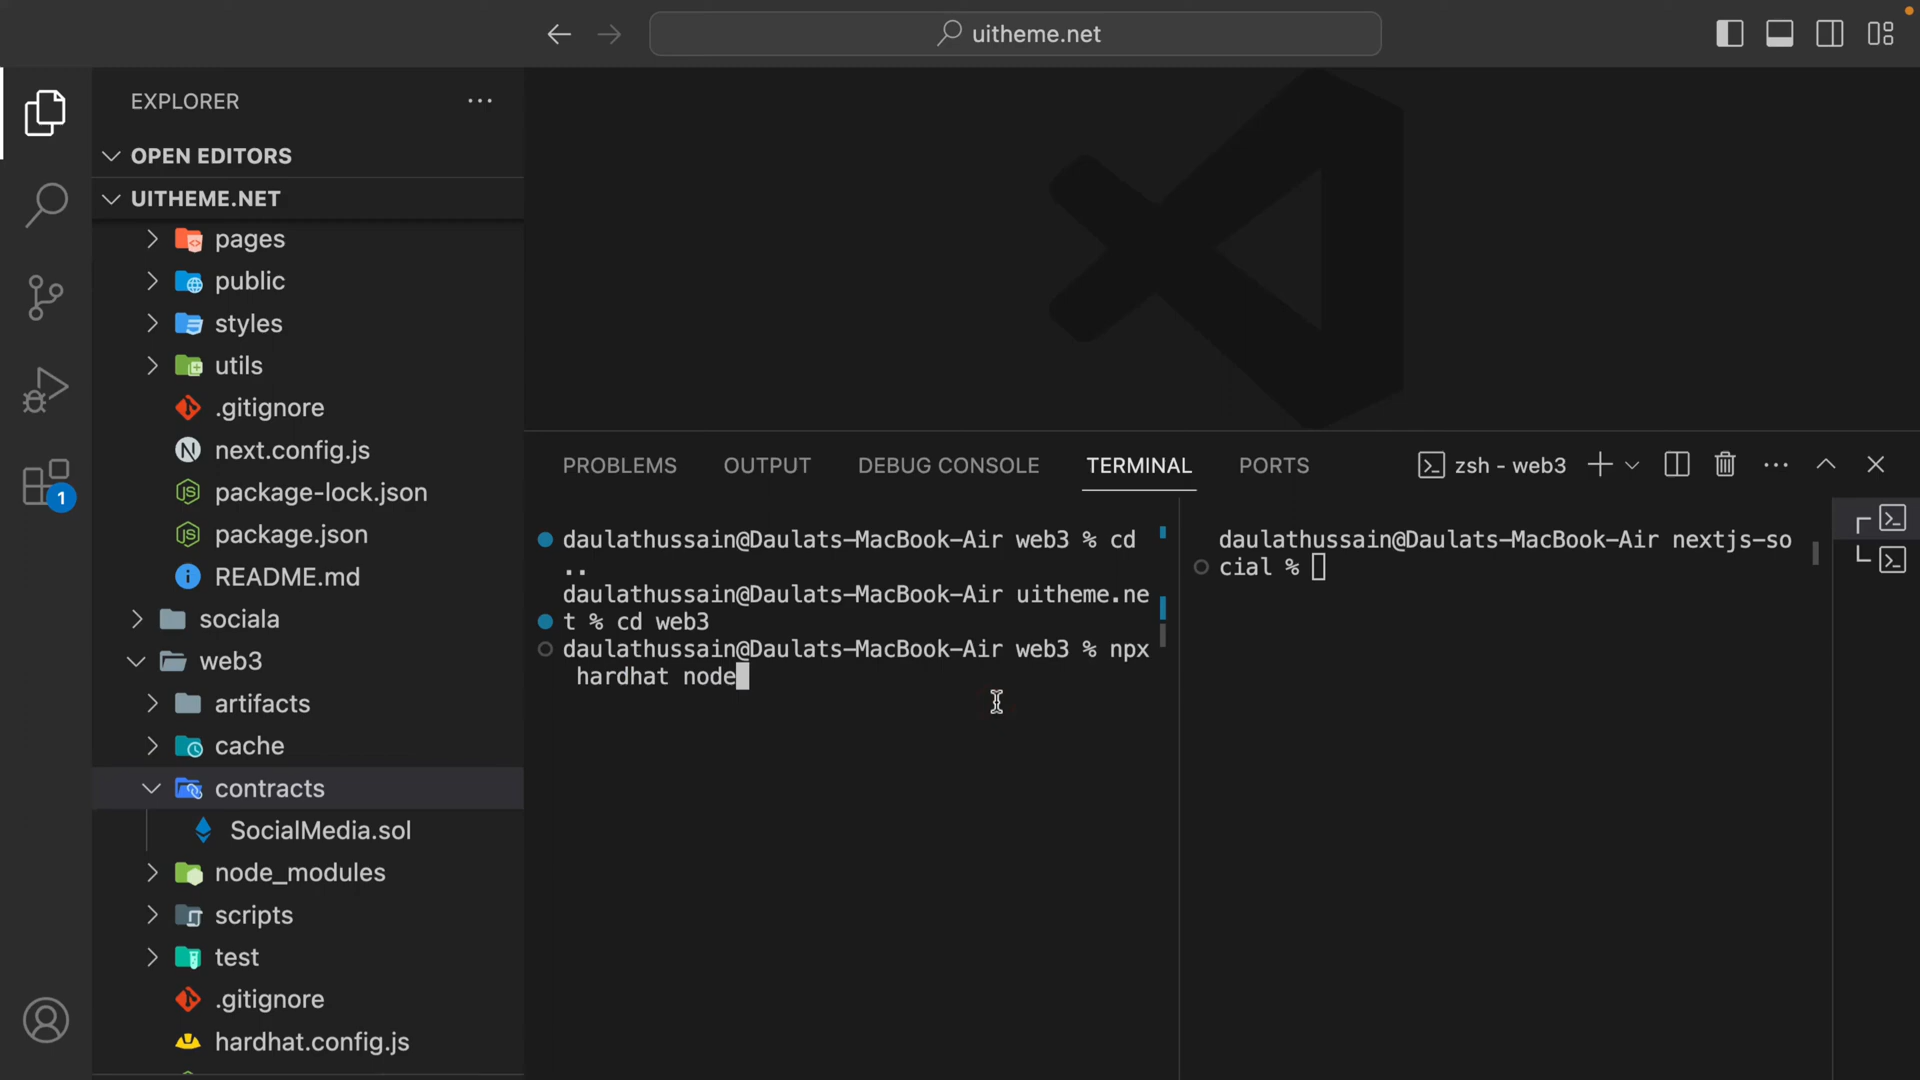 uitheme.net
EXPLORER
OPEN EDITORS
UITHEME.NET
pages
public
styles
utils
.gitignore
next.config.js
package-lock.json
package.json
README.md
sociala
web3
artifacts
cache
contracts
SocialMedia.sol
node_modules
scripts
test
.gitignore
hardhat.config.js
1
PROBLEMS
OUTPUT
DEBUG CONSOLE
TERMINAL
PORTS
zsh - web3
daulathussain@Daulats-MacBook-Air web3 % cd
..
daulathussain@Daulats-MacBook-Air uitheme.ne
t % cd web3
daulathussain@Daulats-MacBook-Air web3 % npx
hardhat node
daulathussain@Daulats-MacBook-Air nextjs-so
cial %